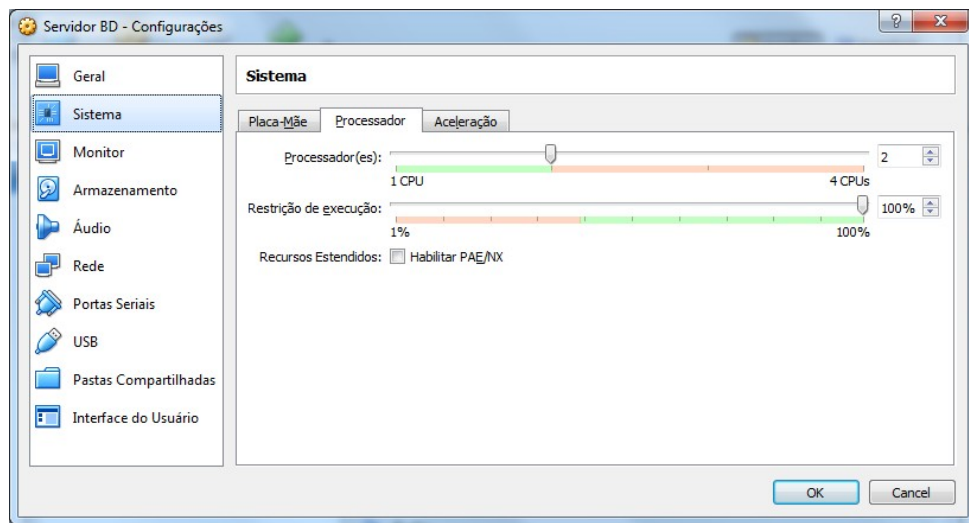 Servidor BD - Configurações
Geral
Sistema
Monitor
Armazenamento
Áudio
Rede
Portas Seriais
USB
Pastas Compartilhadas
Interface do Usuário
Sistema
Placa-Mãe Processador Aceleração
Processador(es): 2
1 CPU 4 CPUs
Restrição de execução: 100%
1% 100%
Recursos Estendidos: Habilitar PAE/NX
OK Cancel